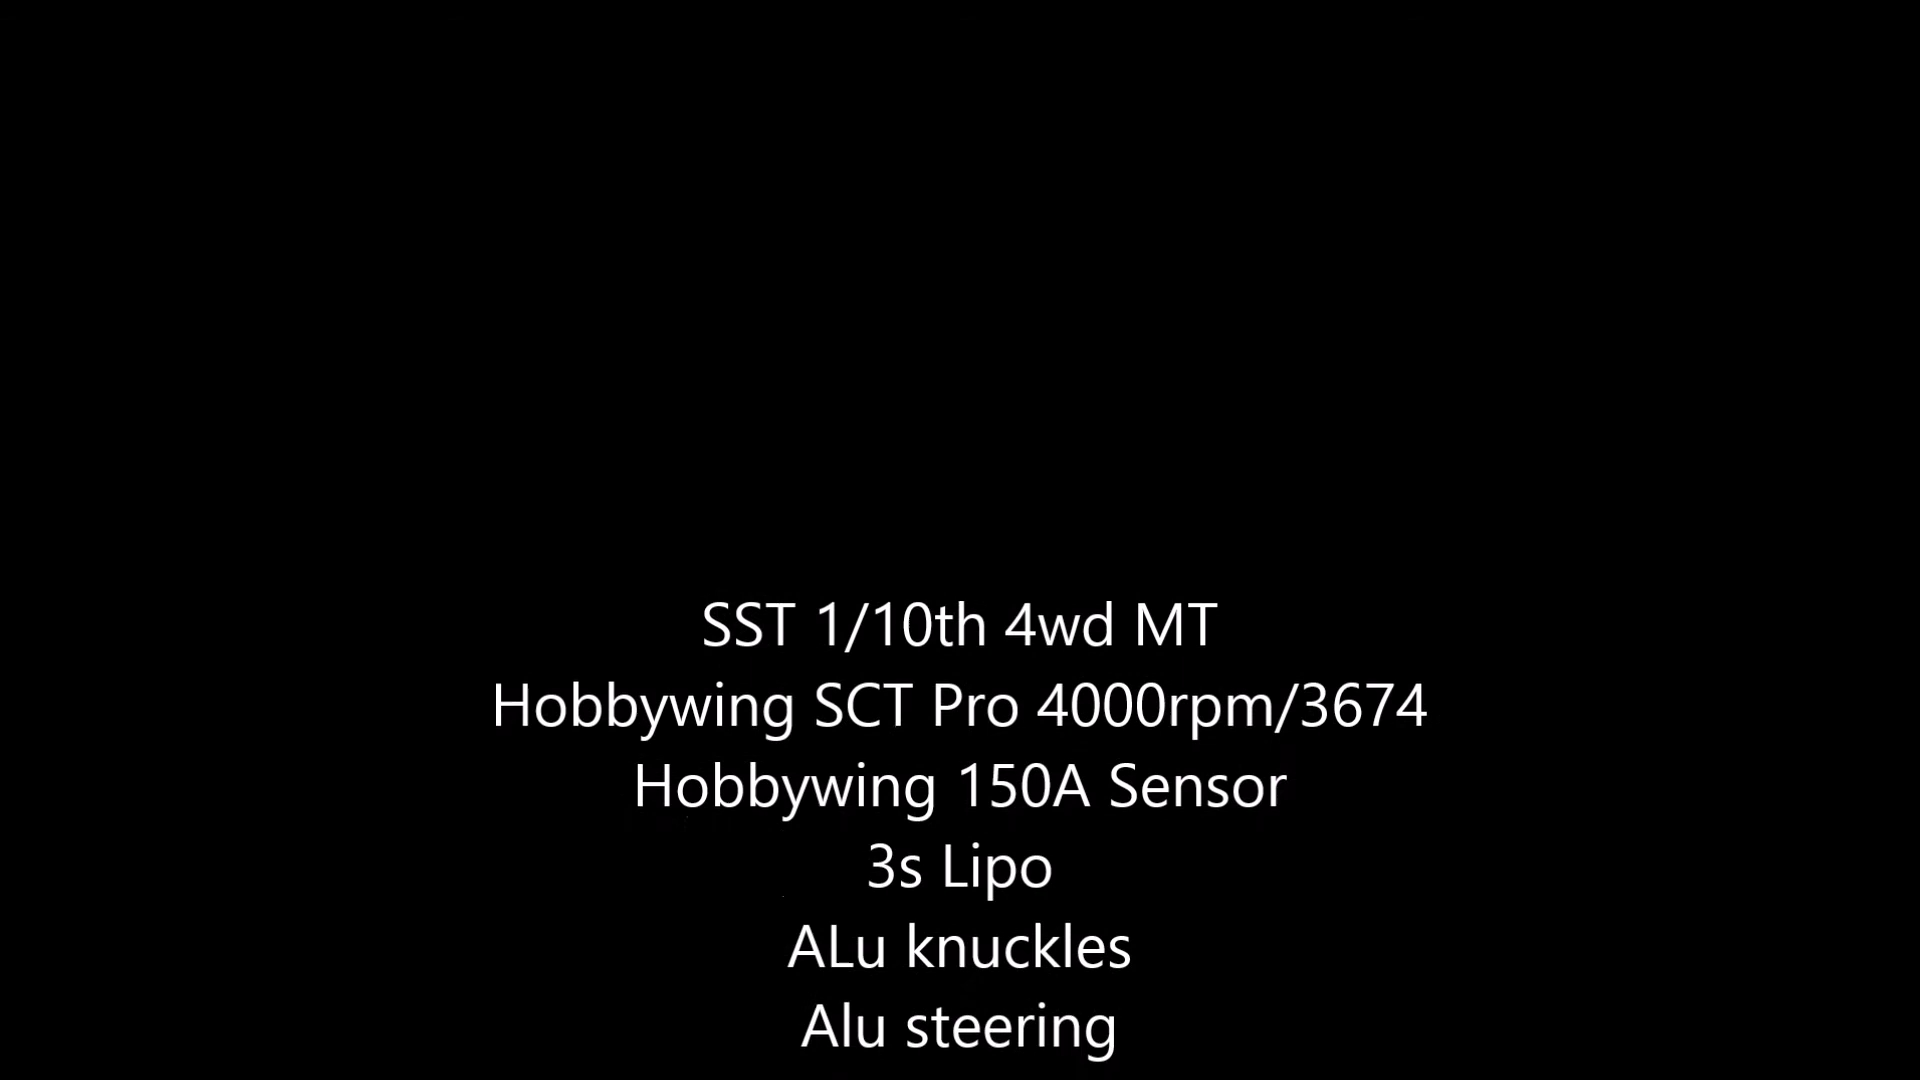 SST 1/10th 4wd MT
Hobbywing SCT Pro 4000rpm/3674
Hobbywing 150A Sensor
3s Lipo
ALu knuckles
Alu steering